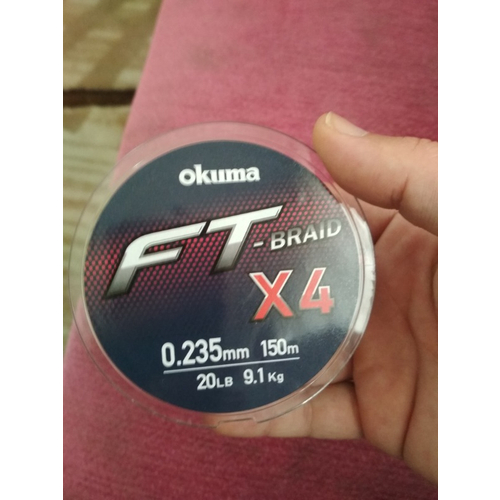 okuma
FT-BRAID
X4
0.235mm 150m
20LB 9.1Kg